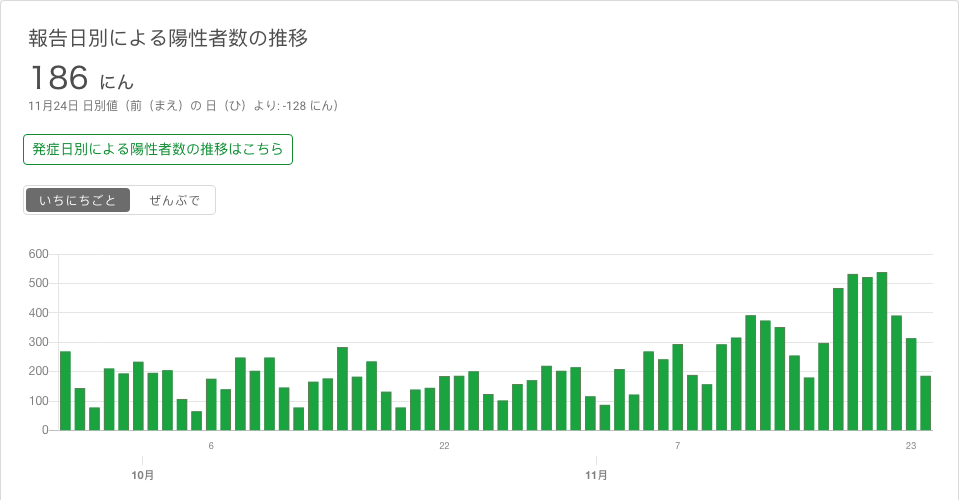 報告日別による陽性者数の推移
186 にん
11月24日 日別値（前（まえ）の 日（ひ）より: -128 にん）
発症日別による陽性者数の推移はこちら
いちにちごと ぜんぶで
600
500
400
300
200
100
0
6 22 7 23
10月 11月